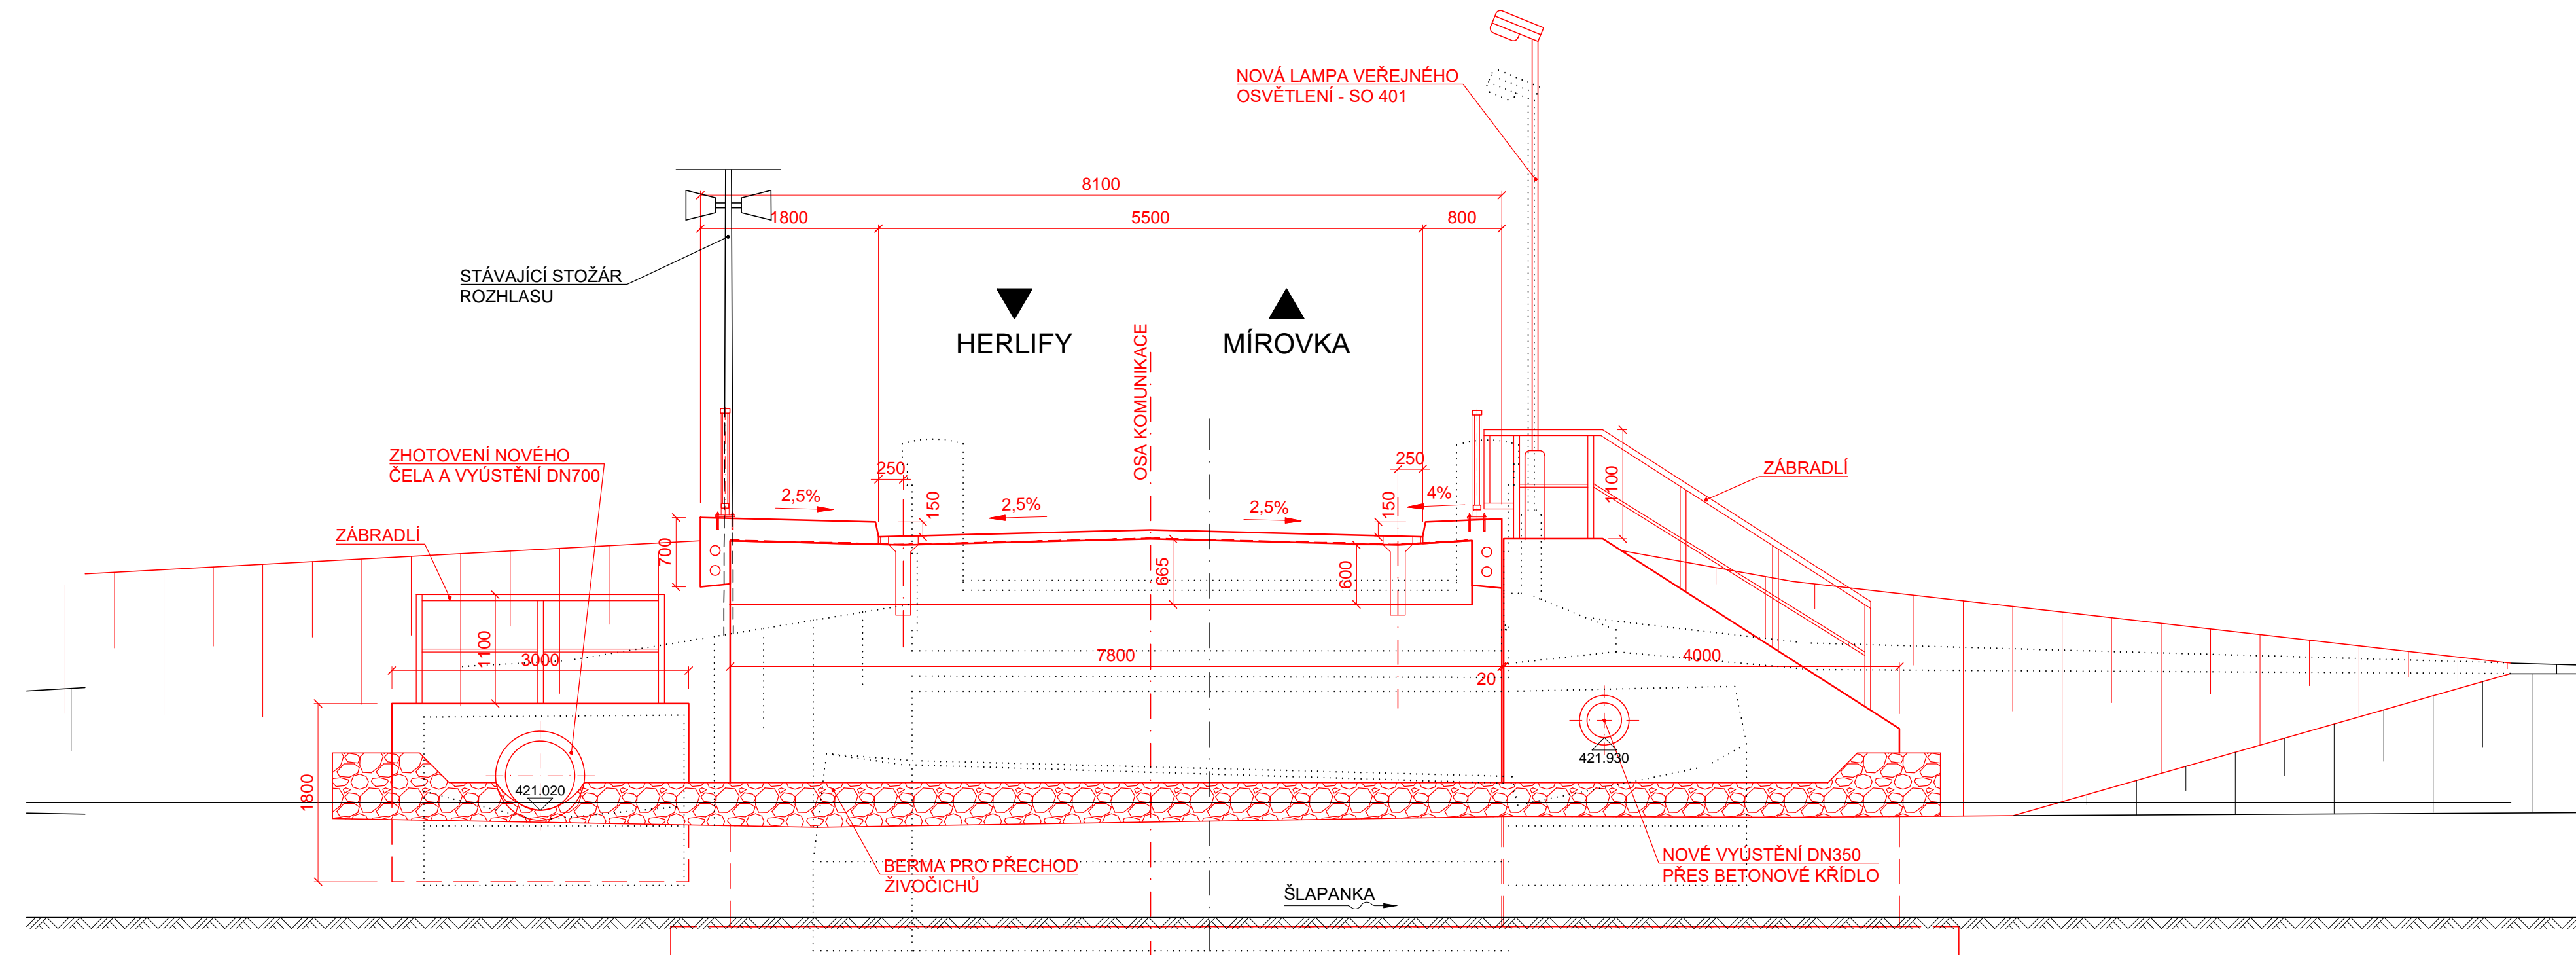 NOVÁ LAMPA VEŘEJNÉHO
OSVĚTLENÍ - SO 401
8100
1800
5500
800
STÁVAJÍCÍ STOŽÁR
ROZHLASU
HERLIFY
MÍROVKA
OSA KOMUNIKACE
ZHOTOVENÍ NOVÉHO
ČELA A VYÚSTĚNÍ DN700
250
250
ZÁBRADLÍ
1100
2,5%
150
2,5%
2,5%
150
4%
ZÁBRADLÍ
700
665
600
1100
3000
7800
20
4000
421.930
1800
421.020
BERMA PRO PŘECHOD
ŽIVOČICHŮ
NOVÉ VYÚSTĚNÍ DN350
PŘES BETONOVÉ KŘÍDLO
ŠLAPANKA